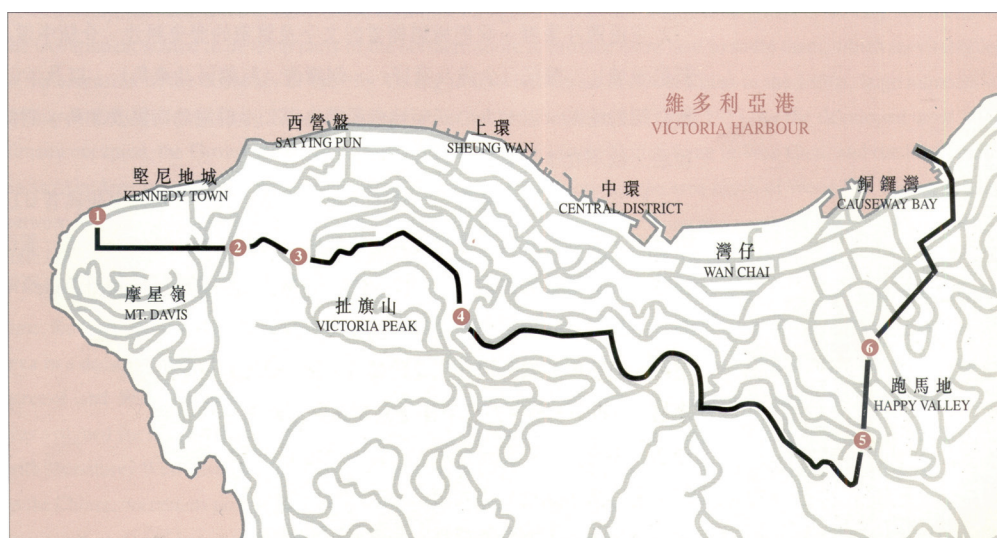 維多利亞港
VICTORIA HARBOUR
西營盤
SAI YING PUN
上環
SHEUNG WAN
堅尼地城
KENNEDY TOWN
中環
CENTRAL DISTRICT
銅鑼灣
CAUSEWAY BAY
1
2
3
灣仔
WAN CHAI
摩星嶺
MT. DAVIS
扯旗山
VICTORIA PEAK
4
6
跑馬地
HAPPY VALLEY
5